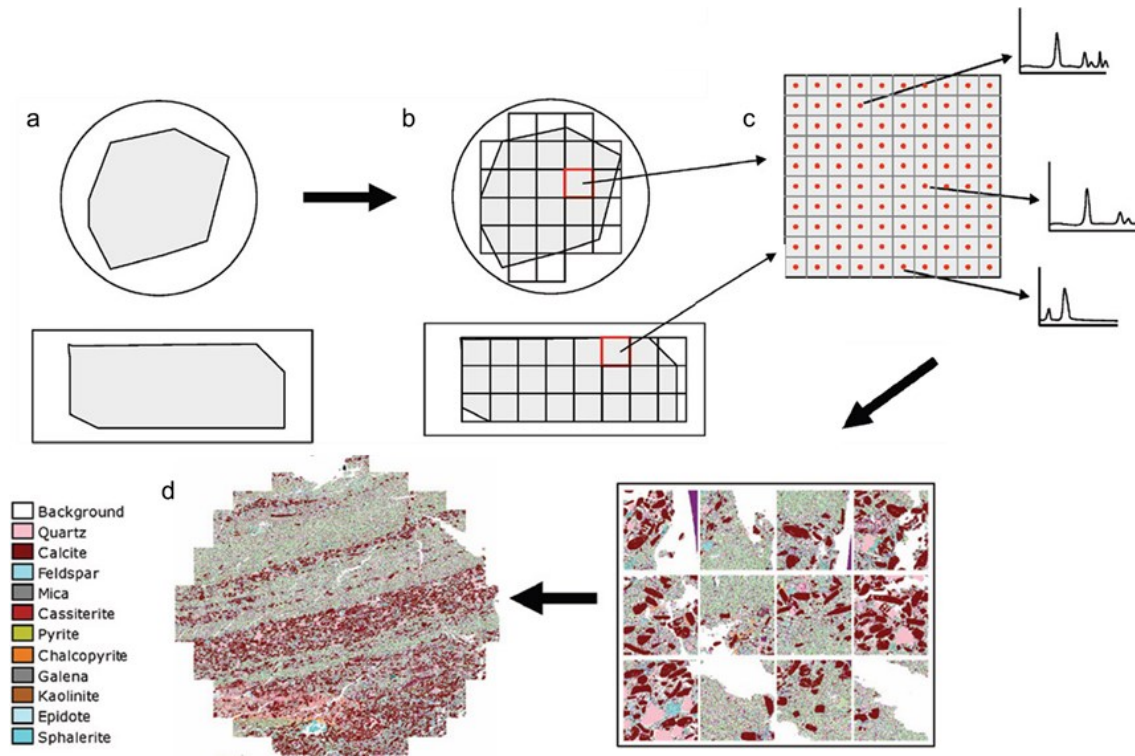 a
b
c
d
Background
Quartz
Calcite
Feldspar
Mica
Cassiterite
Pyrite
Chalcopyrite
Galena
Kaolinite
Epidote
Sphalerite